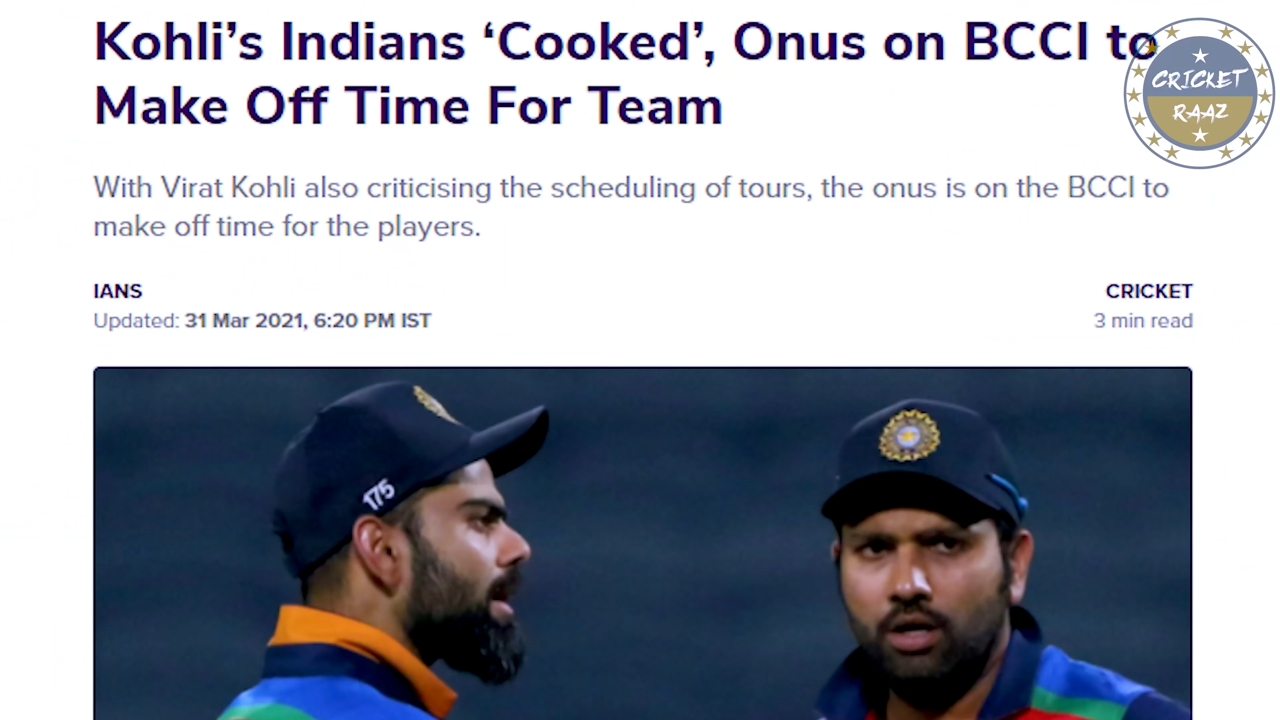 Kohli’s Indians ‘Cooked’, Onus on BCCI to
Make Off Time For Team
CRICKET
RAAZ
With Virat Kohli also criticising the scheduling of tours, the onus is on the BCCI to
make off time for the players.
IANS
CRICKET
Updated: 31 Mar 2021, 6:20 PM IST
3 min read
175